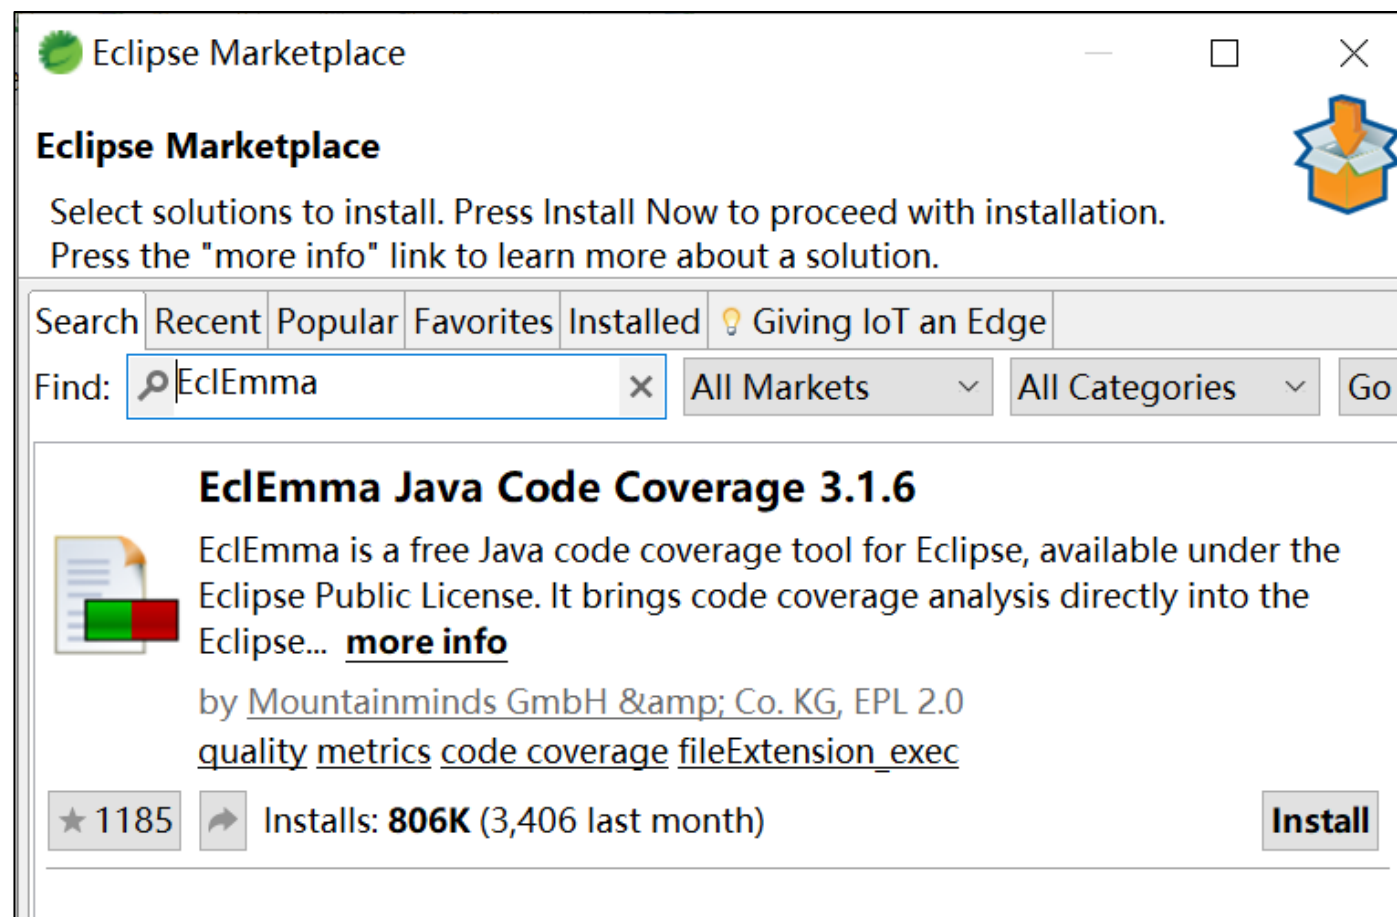 Eclipse Marketplace
Eclipse Marketplace
Select solutions to install. Press Install Now to proceed with installation.
Press the "more info" link to learn more about a solution.
Search Recent Popular Favorites Installed Giving IoT an Edge
Find: EclEmma All Markets All Categories Go
EclEmma Java Code Coverage 3.1.6
EclEmma is a free Java code coverage tool for Eclipse, available under the
Eclipse Public License. It brings code coverage analysis directly into the
Eclipse... more info
by Mountainminds GmbH &amp; Co. KG, EPL 2.0
quality metrics code coverage fileExtension_exec
1185 Installs: 806K (3,406 last month) Install